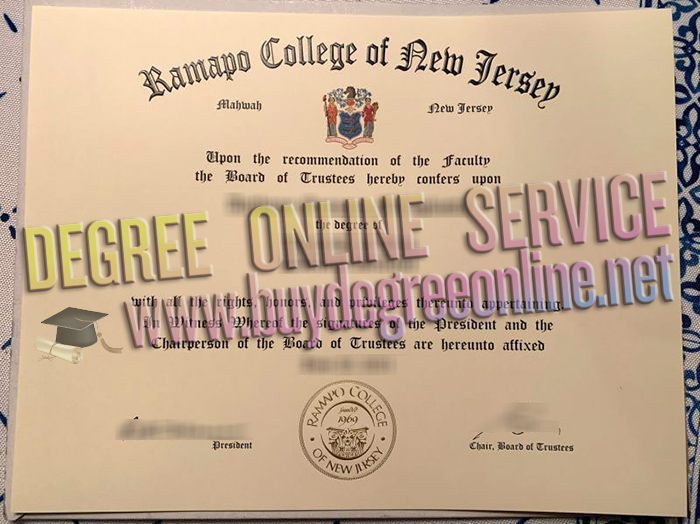 Ramapo College of New Jersey
Mahwah
New Jersey
Upon the recommendation of the Faculty
the Board of Trustees hereby confers upon
the degree of
DEGREE ONLINE SERVICE
www.buydegreeonline.net
with all the rights, honors, and privileges thereunto appertaining.
In Witness Whereof the signatures of the President and the
Chairperson of the Board of Trustees are hereunto affixed
RAMAPO COLLEGE
founded
1969
OF NEW JERSEY
President
Chair, Board of Trustees